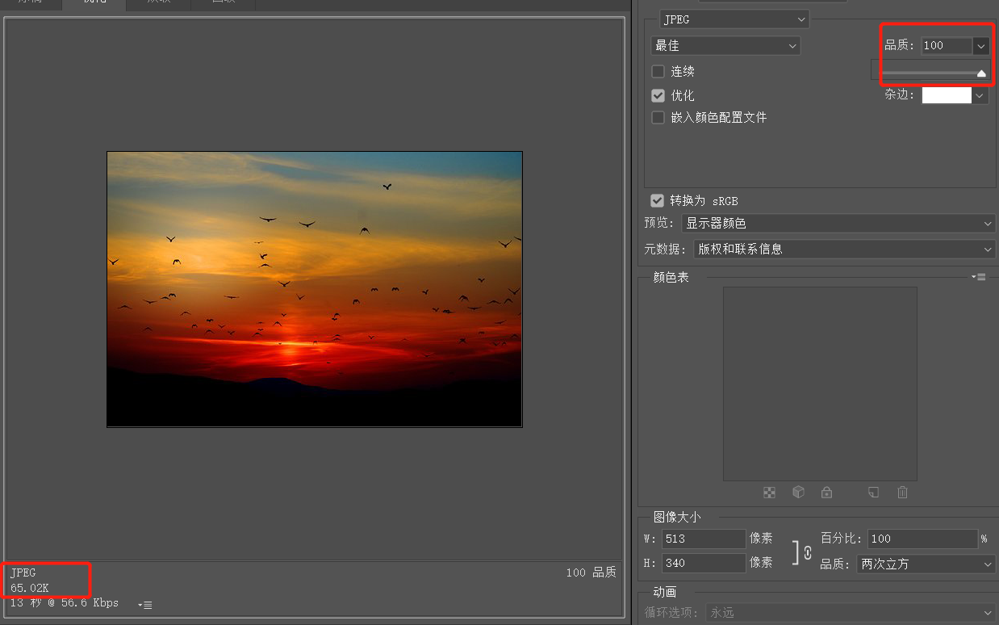 优化
JPEG
最佳
品质: 100
连续
优化
杂边:
嵌入颜色配置文件
转换为 sRGB
预览: 显示器颜色
元数据: 版权和联系信息
颜色表
图像大小
W: 513 像素
百分比: 100 %
H: 340 像素
品质: 两次立方
动画
循环选项: 永远
JPEG
65.02K
13 秒 @ 56.6 Kbps
100 品质